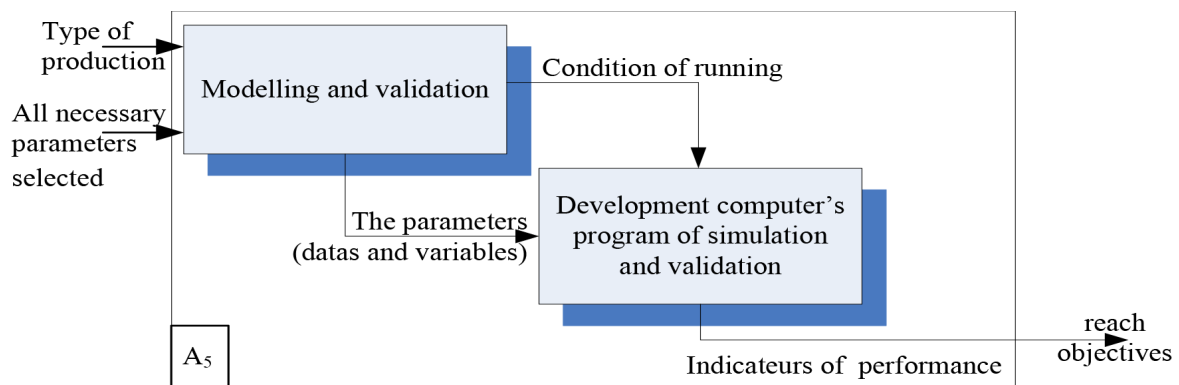 Type of
production
Modelling and validation
Condition of running
All necessary
parameters
selected
The parameters
(datas and variables)
Development computer’s
program of simulation
and validation
A₅
Indicateurs of performance
reach
objectives